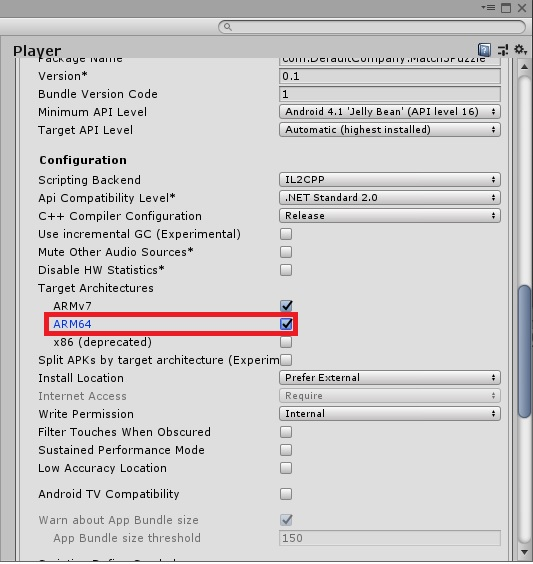 Player
Package Name com.DefaultCompany.Match3Puzzle
Version* 0.1
Bundle Version Code 1
Minimum API Level Android 4.1 'Jelly Bean' (API level 16)
Target API Level Automatic (highest installed)
Configuration
Scripting Backend IL2CPP
Api Compatibility Level* .NET Standard 2.0
C++ Compiler Configuration Release
Use incremental GC (Experimental)
Mute Other Audio Sources*
Disable HW Statistics*
Target Architectures
ARMv7
ARM64
x86 (deprecated)
Split APKs by target architecture (Experim
Install Location Prefer External
Internet Access Require
Write Permission Internal
Filter Touches When Obscured
Sustained Performance Mode
Low Accuracy Location
Android TV Compatibility
Warn about App Bundle size
App Bundle size threshold 150